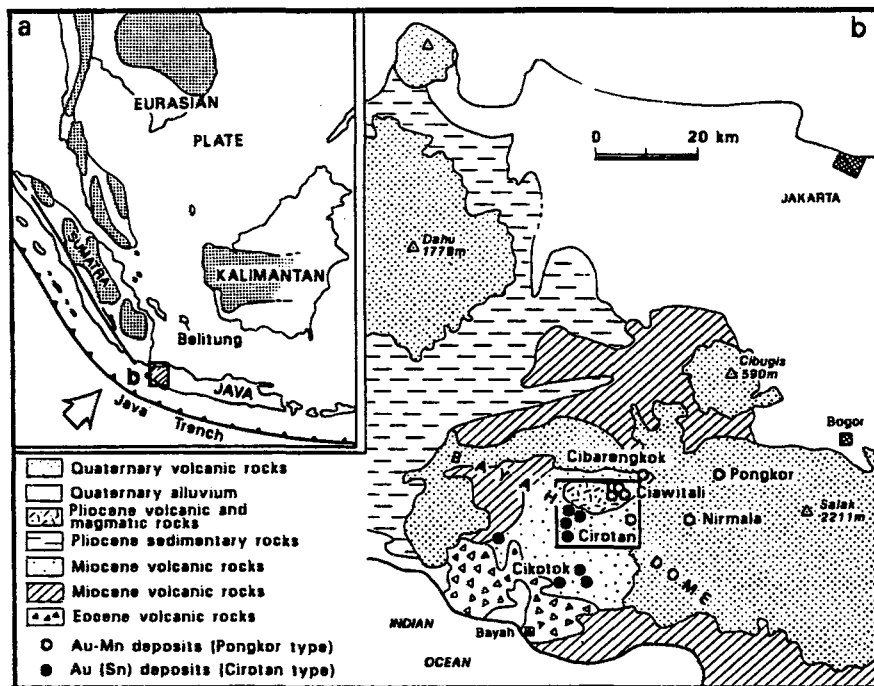 a
EURASIAN
PLATE
SUMATRA
KALIMANTAN
Belitung
b
JAVA
Java
Trench
b
0 20 km
JAKARTA
Dahu
1778m
Cibugis
590m
Bogor
BAYAH
Cibarengkok
Pongkor
Ciawitali
Salak
2211m
Nirmala
Cirotan
DOME
Cikotok
INDIAN
Bayah
OCEAN
Quaternary volcanic rocks
Quaternary alluvium
Pliocene volcanic and
magmatic rocks
Pliocene sedimentary rocks
Miocene volcanic rocks
Miocene volcanic rocks
Eocene volcanic rocks
Au-Mn deposits (Pongkor type)
Au (Sn) deposits (Cirotan type)